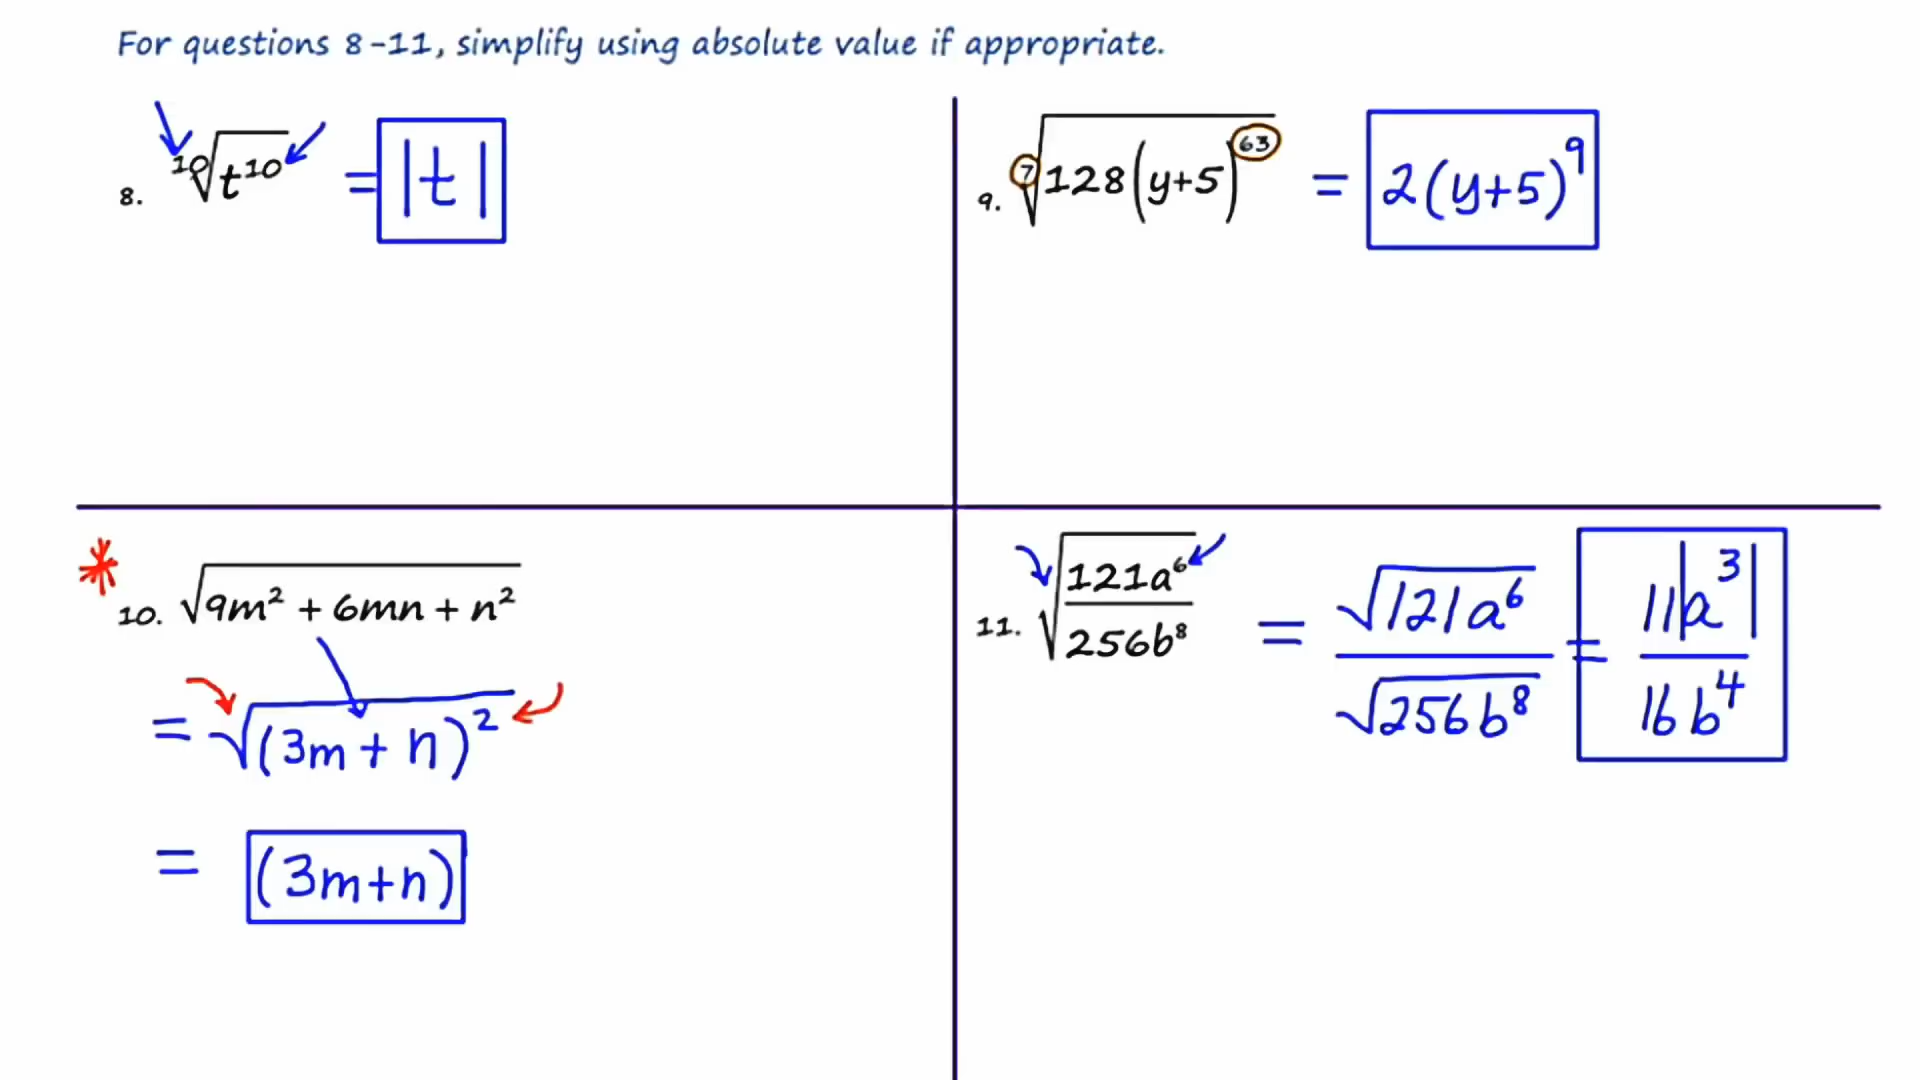 For questions 8-11, simplify using absolute value if appropriate.
8. ¹⁰√(t¹⁰) = |t|
9. ⁷√(128(y+5)⁶³) = 2(y+5)⁹
* 10. √(9m² + 6mn + n²)
= √((3m + n)²)
= (3m+n)
11. √(121a⁶/256b⁸) = √(121a⁶)/√(256b⁸) = 11|a³|/16b⁴